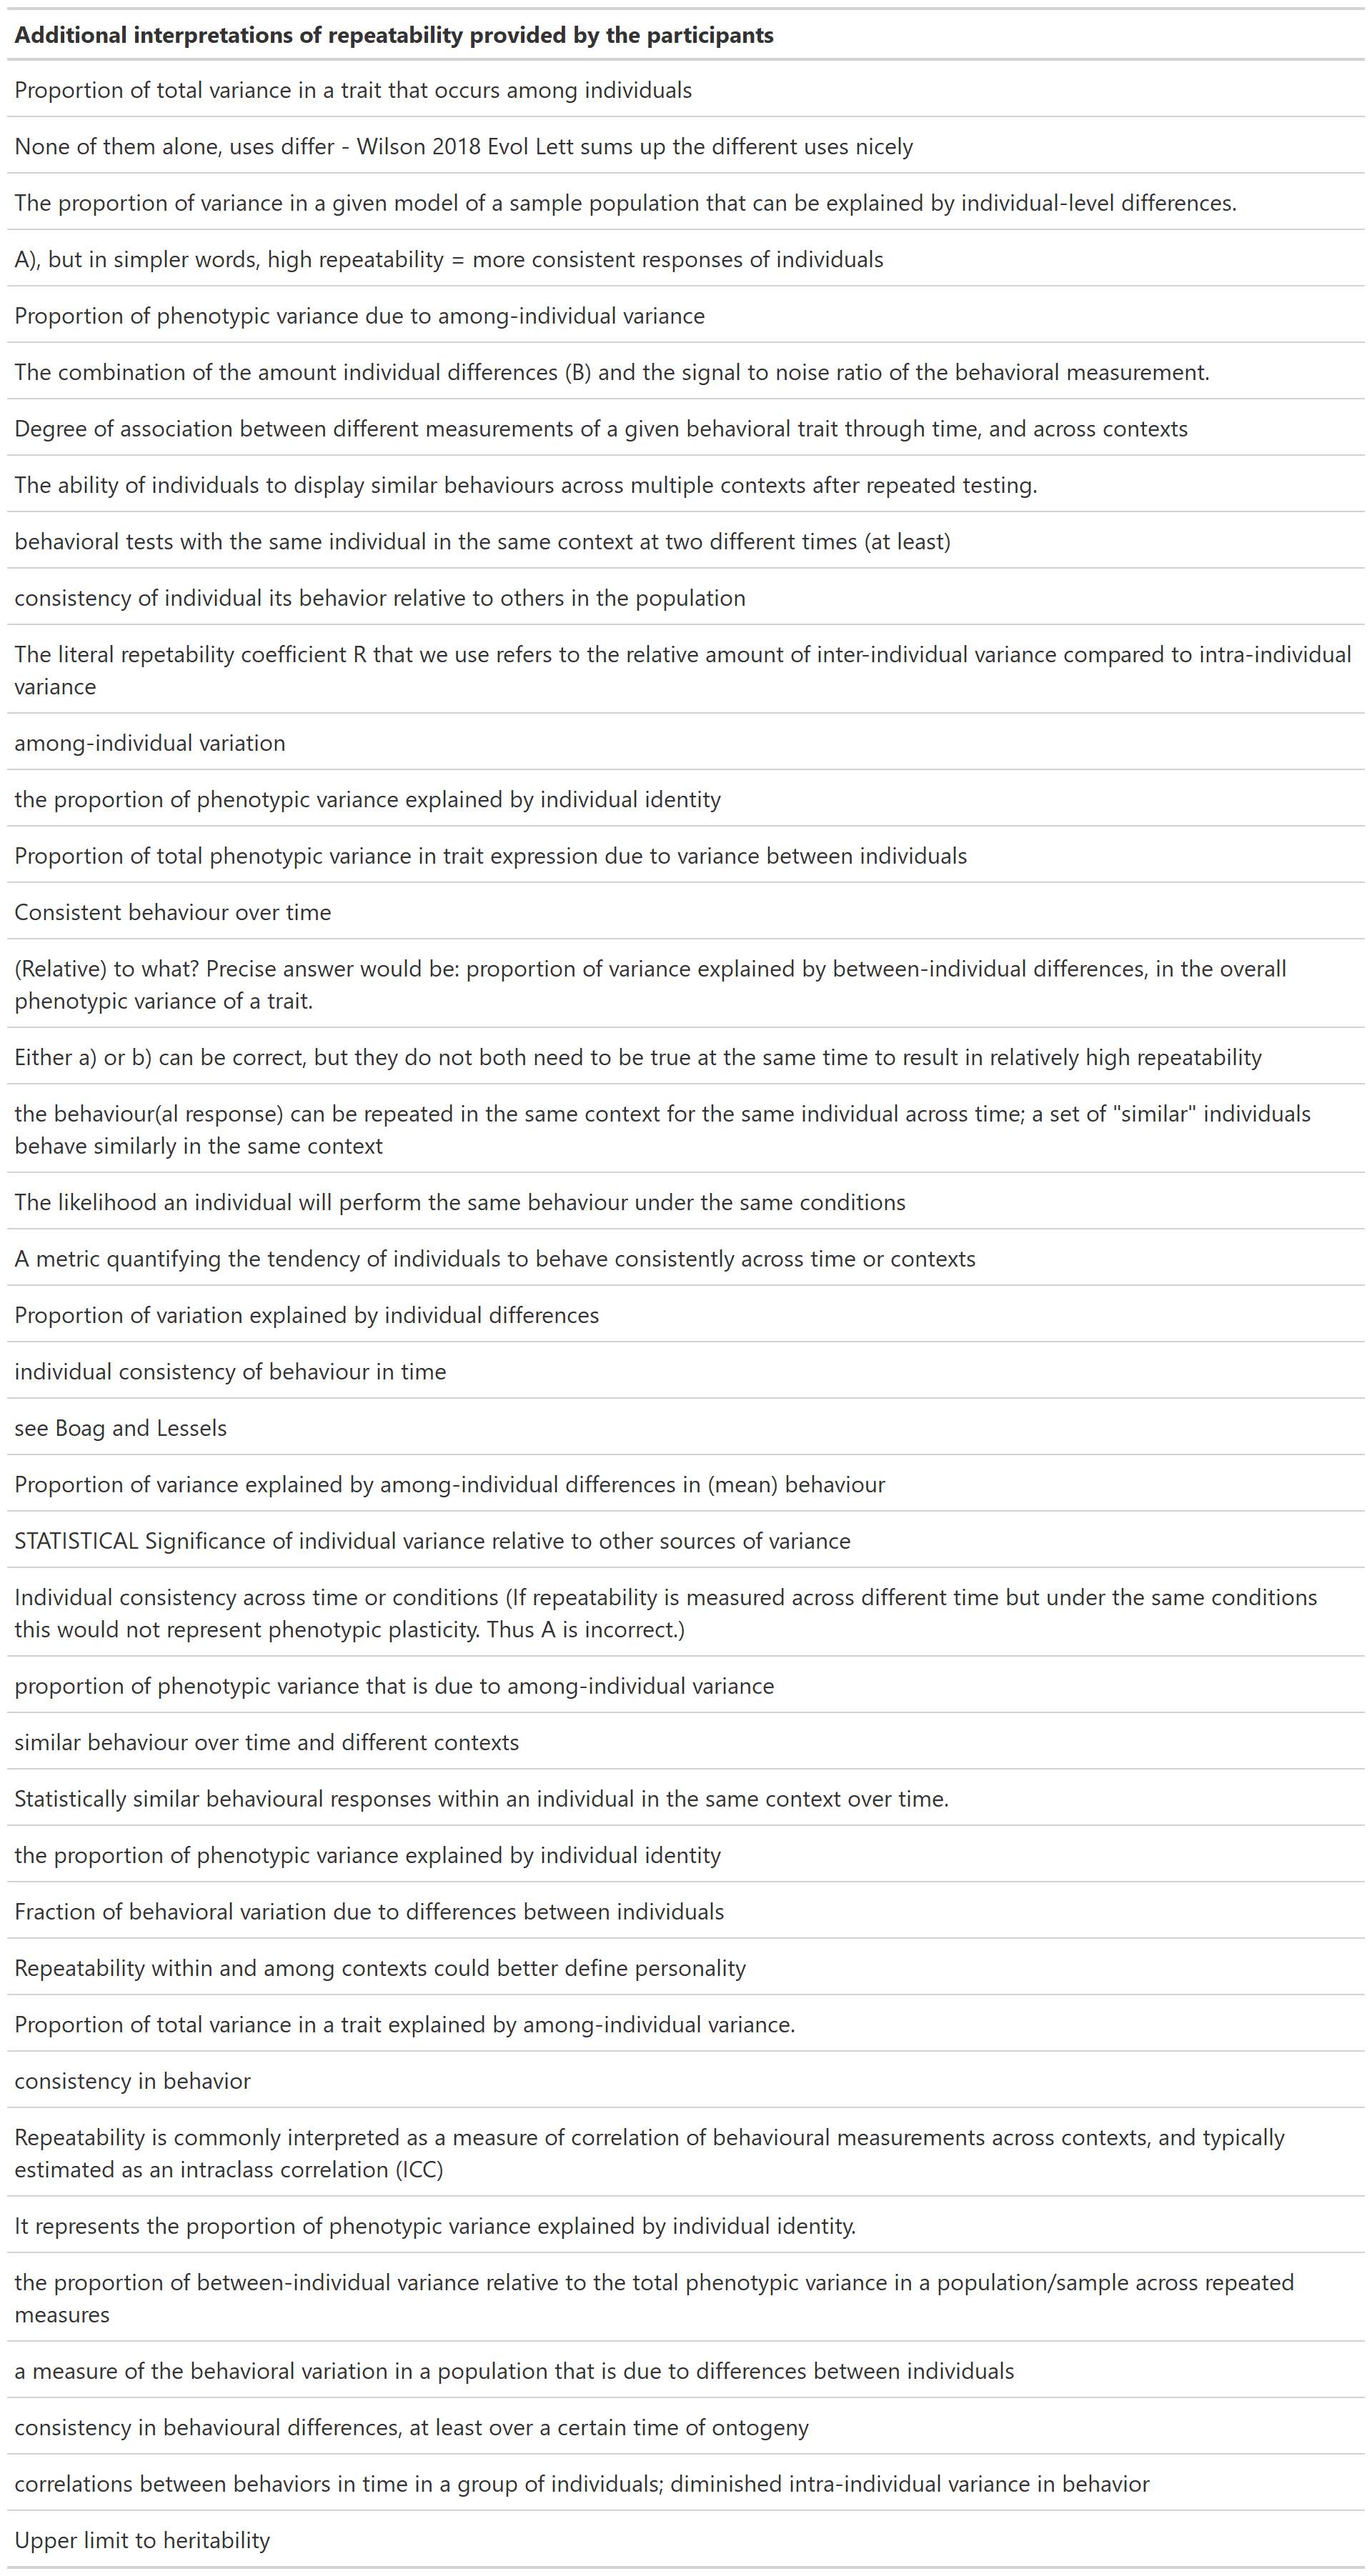 Additional interpretations of repeatability provided by the participants
Proportion of total variance in a trait that occurs among individuals
None of them alone, uses differ - Wilson 2018 Evol Lett sums up the different uses nicely
The proportion of variance in a given model of a sample population that can be explained by individual-level differences.
A), but in simpler words, high repeatability = more consistent responses of individuals
Proportion of phenotypic variance due to among-individual variance
The combination of the amount individual differences (B) and the signal to noise ratio of the behavioral measurement.
Degree of association between different measurements of a given behavioral trait through time, and across contexts
The ability of individuals to display similar behaviours across multiple contexts after repeated testing.
behavioral tests with the same individual in the same context at two different times (at least)
consistency of individual its behavior relative to others in the population
The literal repetability coefficient R that we use refers to the relative amount of inter-individual variance compared to intra-individual
variance
among-individual variation
the proportion of phenotypic variance explained by individual identity
Proportion of total phenotypic variance in trait expression due to variance between individuals
Consistent behaviour over time
(Relative) to what? Precise answer would be: proportion of variance explained by between-individual differences, in the overall
phenotypic variance of a trait.
Either a) or b) can be correct, but they do not both need to be true at the same time to result in relatively high repeatability
the behaviour(al response) can be repeated in the same context for the same individual across time; a set of "similar" individuals
behave similarly in the same context
The likelihood an individual will perform the same behaviour under the same conditions
A metric quantifying the tendency of individuals to behave consistently across time or contexts
Proportion of variation explained by individual differences
individual consistency of behaviour in time
see Boag and Lessels
Proportion of variance explained by among-individual differences in (mean) behaviour
STATISTICAL Significance of individual variance relative to other sources of variance
Individual consistency across time or conditions (If repeatability is measured across different time but under the same conditions
this would not represent phenotypic plasticity. Thus A is incorrect.)
proportion of phenotypic variance that is due to among-individual variance
similar behaviour over time and different contexts
Statistically similar behavioural responses within an individual in the same context over time.
the proportion of phenotypic variance explained by individual identity
Fraction of behavioral variation due to differences between individuals
Repeatability within and among contexts could better define personality
Proportion of total variance in a trait explained by among-individual variance.
consistency in behavior
Repeatability is commonly interpreted as a measure of correlation of behavioural measurements across contexts, and typically
estimated as an intraclass correlation (ICC)
It represents the proportion of phenotypic variance explained by individual identity.
the proportion of between-individual variance relative to the total phenotypic variance in a population/sample across repeated
measures
a measure of the behavioral variation in a population that is due to differences between individuals
consistency in behavioural differences, at least over a certain time of ontogeny
correlations between behaviors in time in a group of individuals; diminished intra-individual variance in behavior
Upper limit to heritability